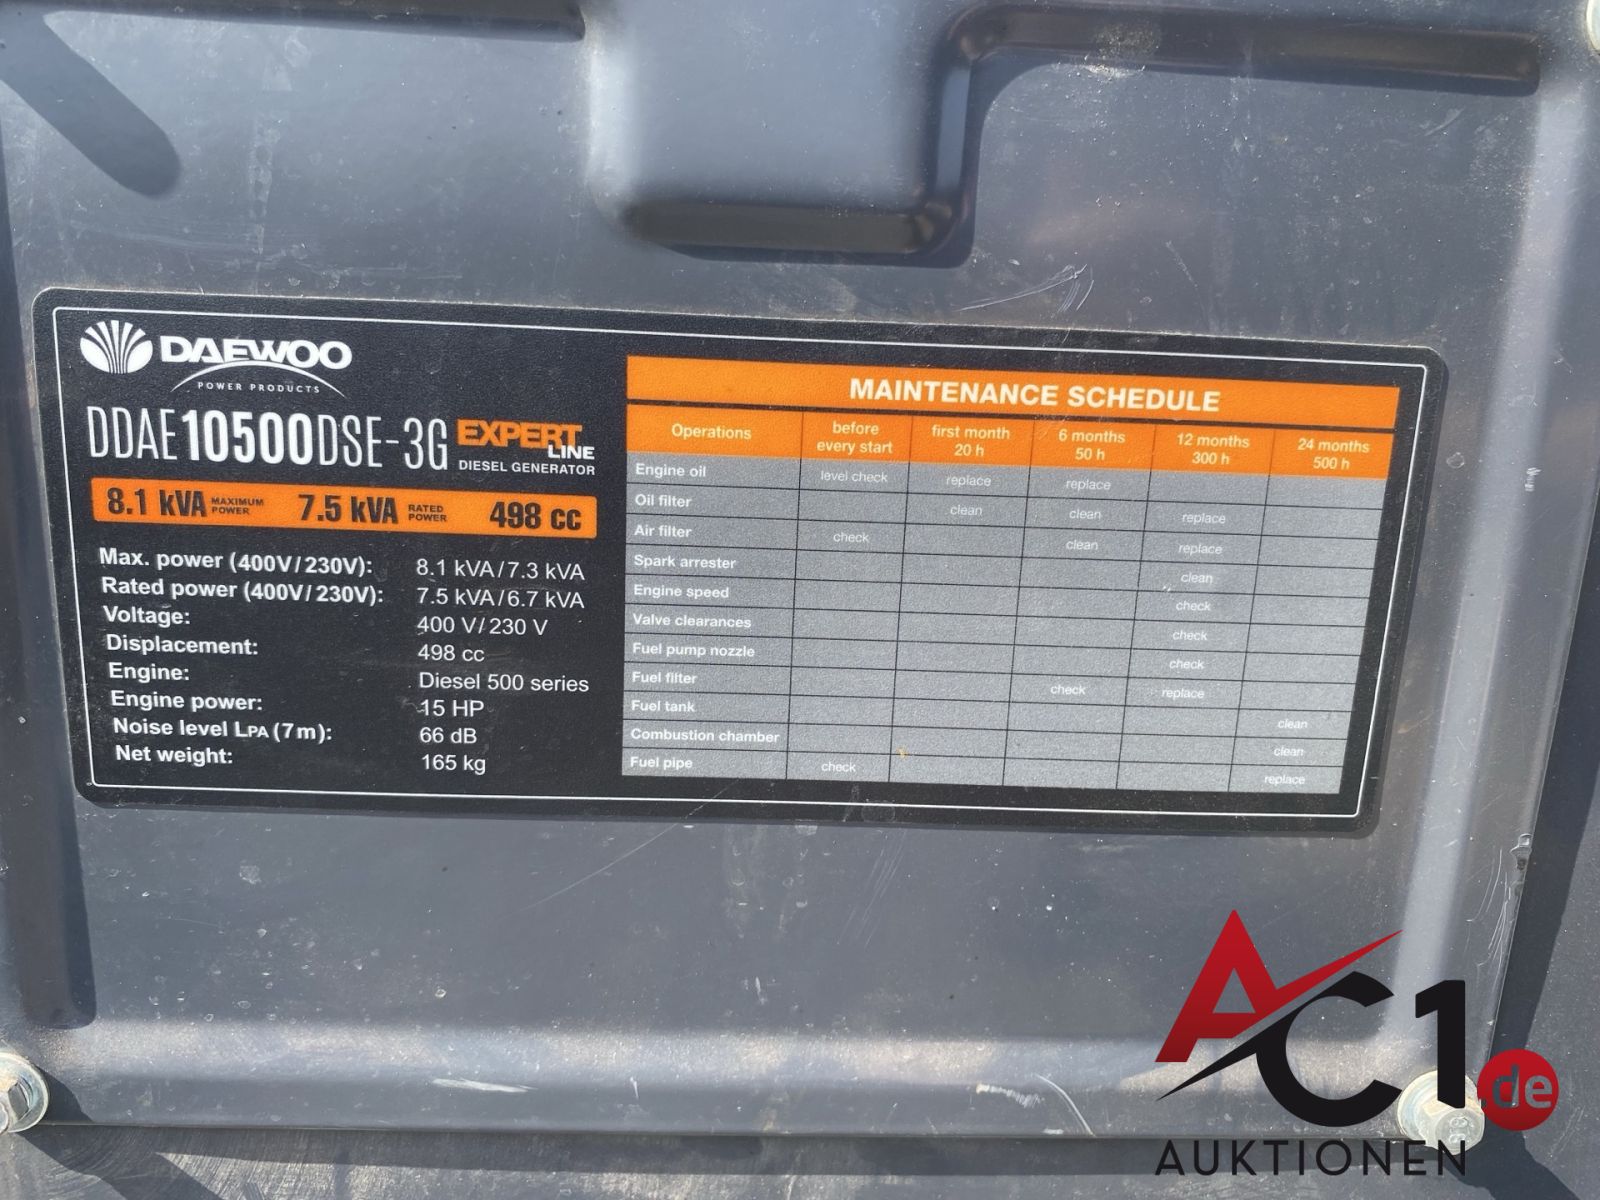 DAEWOO
POWER PRODUCTS
DDAE10500DSE-3G EXPERT LINE
DIESEL GENERATOR
8.1 kVA MAXIMUM POWER 7.5 kVA RATED POWER 498 cc
Max. power (400V/230V): 8.1 kVA/7.3 kVA
Rated power (400V/230V): 7.5 kVA/6.7 kVA
Voltage: 400 V/230 V
Displacement: 498 cc
Engine: Diesel 500 series
Engine power: 15 HP
Noise level LPA (7m): 66 dB
Net weight: 165 kg
MAINTENANCE SCHEDULE
Operations before every start first month 20 h 6 months 50 h 12 months 300 h 24 months 500 h
Engine oil level check replace replace
Oil filter clean clean replace
Air filter check clean replace
Spark arrester clean
Engine speed check
Valve clearances check
Fuel pump nozzle check
Fuel filter check replace
Fuel tank clean
Combustion chamber clean
Fuel pipe check replace
AC1.de
AUKTIONEN